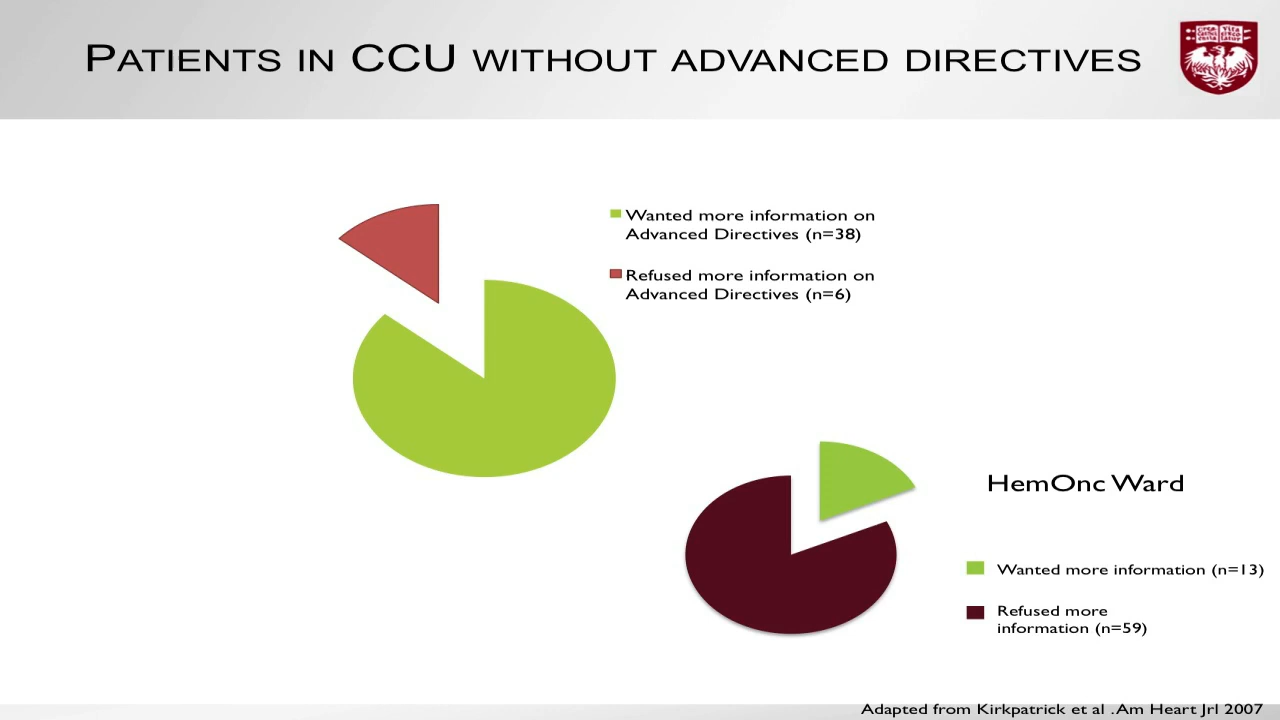 PATIENTS IN CCU WITHOUT ADVANCED DIRECTIVES
Wanted more information on
Advanced Directives (n=38)
Refused more information on
Advanced Directives (n=6)
HemOnc Ward
Wanted more information (n=13)
Refused more
information (n=59)
Adapted from Kirkpatrick et al .Am Heart Jrl 2007